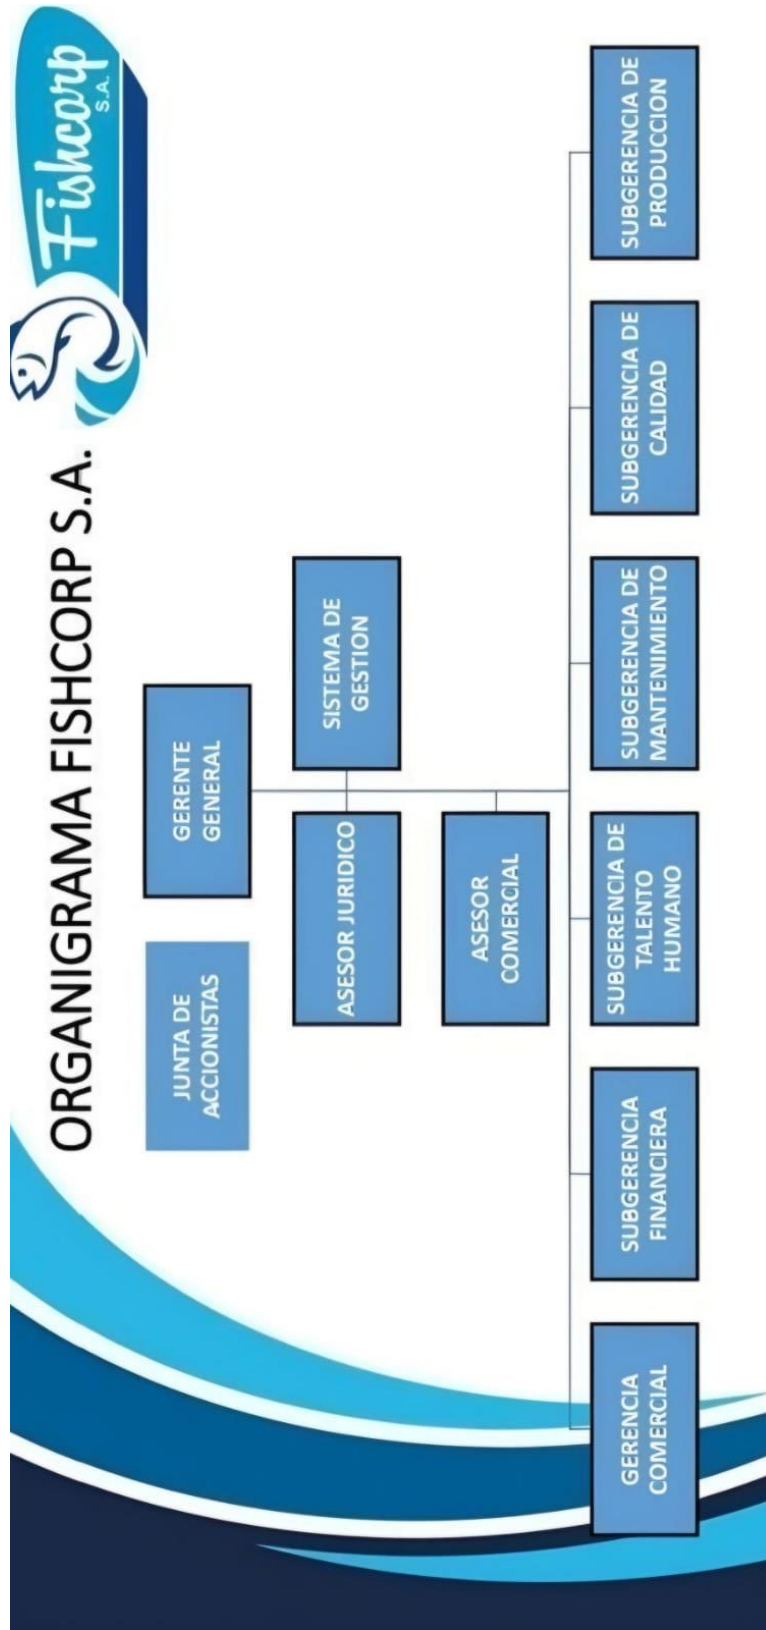 ORGANIGRAMA FISHCORP S.A.
Fishcorp
S.A.
JUNTA DE
ACCIONISTAS
GERENTE
GENERAL
ASESOR JURIDICO
SISTEMA DE
GESTION
ASESOR
COMERCIAL
GERENCIA
COMERCIAL
SUBGERENCIA
FINANCIERA
SUBGERENCIA DE
TALENTO
HUMANO
SUBGERENCIA DE
MANTENIMIENTO
SUBGERENCIA DE
CALIDAD
SUBGERENCIA DE
PRODUCCION